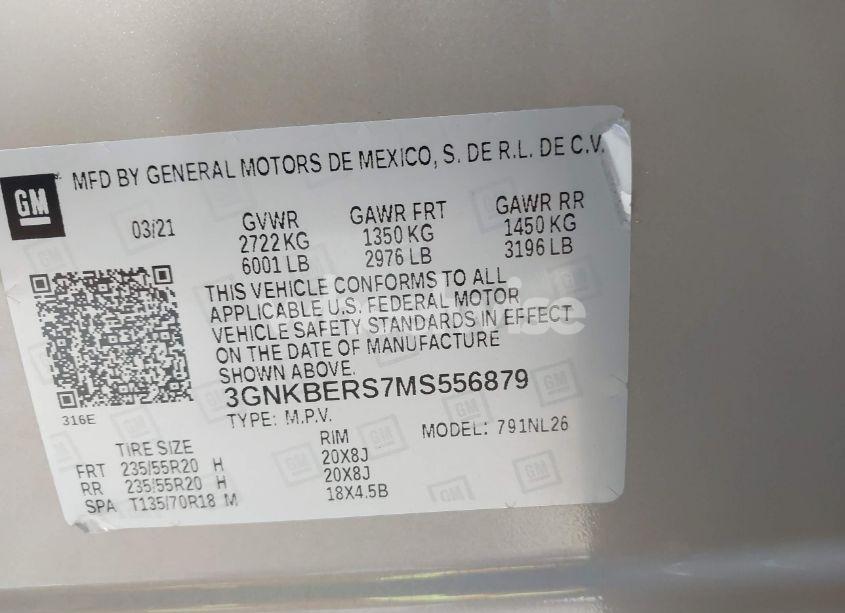 MFD BY GENERAL MOTORS DE MEXICO, S. DE R.L. DE C.V.
GM
03/21
GVWR
2722 KG
6001 LB
GAWR FRT
1350 KG
2976 LB
GAWR RR
1450 KG
3196 LB
THIS VEHICLE CONFORMS TO ALL
APPLICABLE U.S. FEDERAL MOTOR
VEHICLE SAFETY STANDARDS IN EFFECT
ON THE DATE OF MANUFACTURE
SHOWN ABOVE.
3GNKBERS7MS556879
316E
TYPE: M.P.V.
MODEL: 791NL26
TIRE SIZE
RIM
FRT 235/55R20 H 20X8J
RR 235/55R20 H 20X8J
SPA T135/70R18 M 18X4.5B